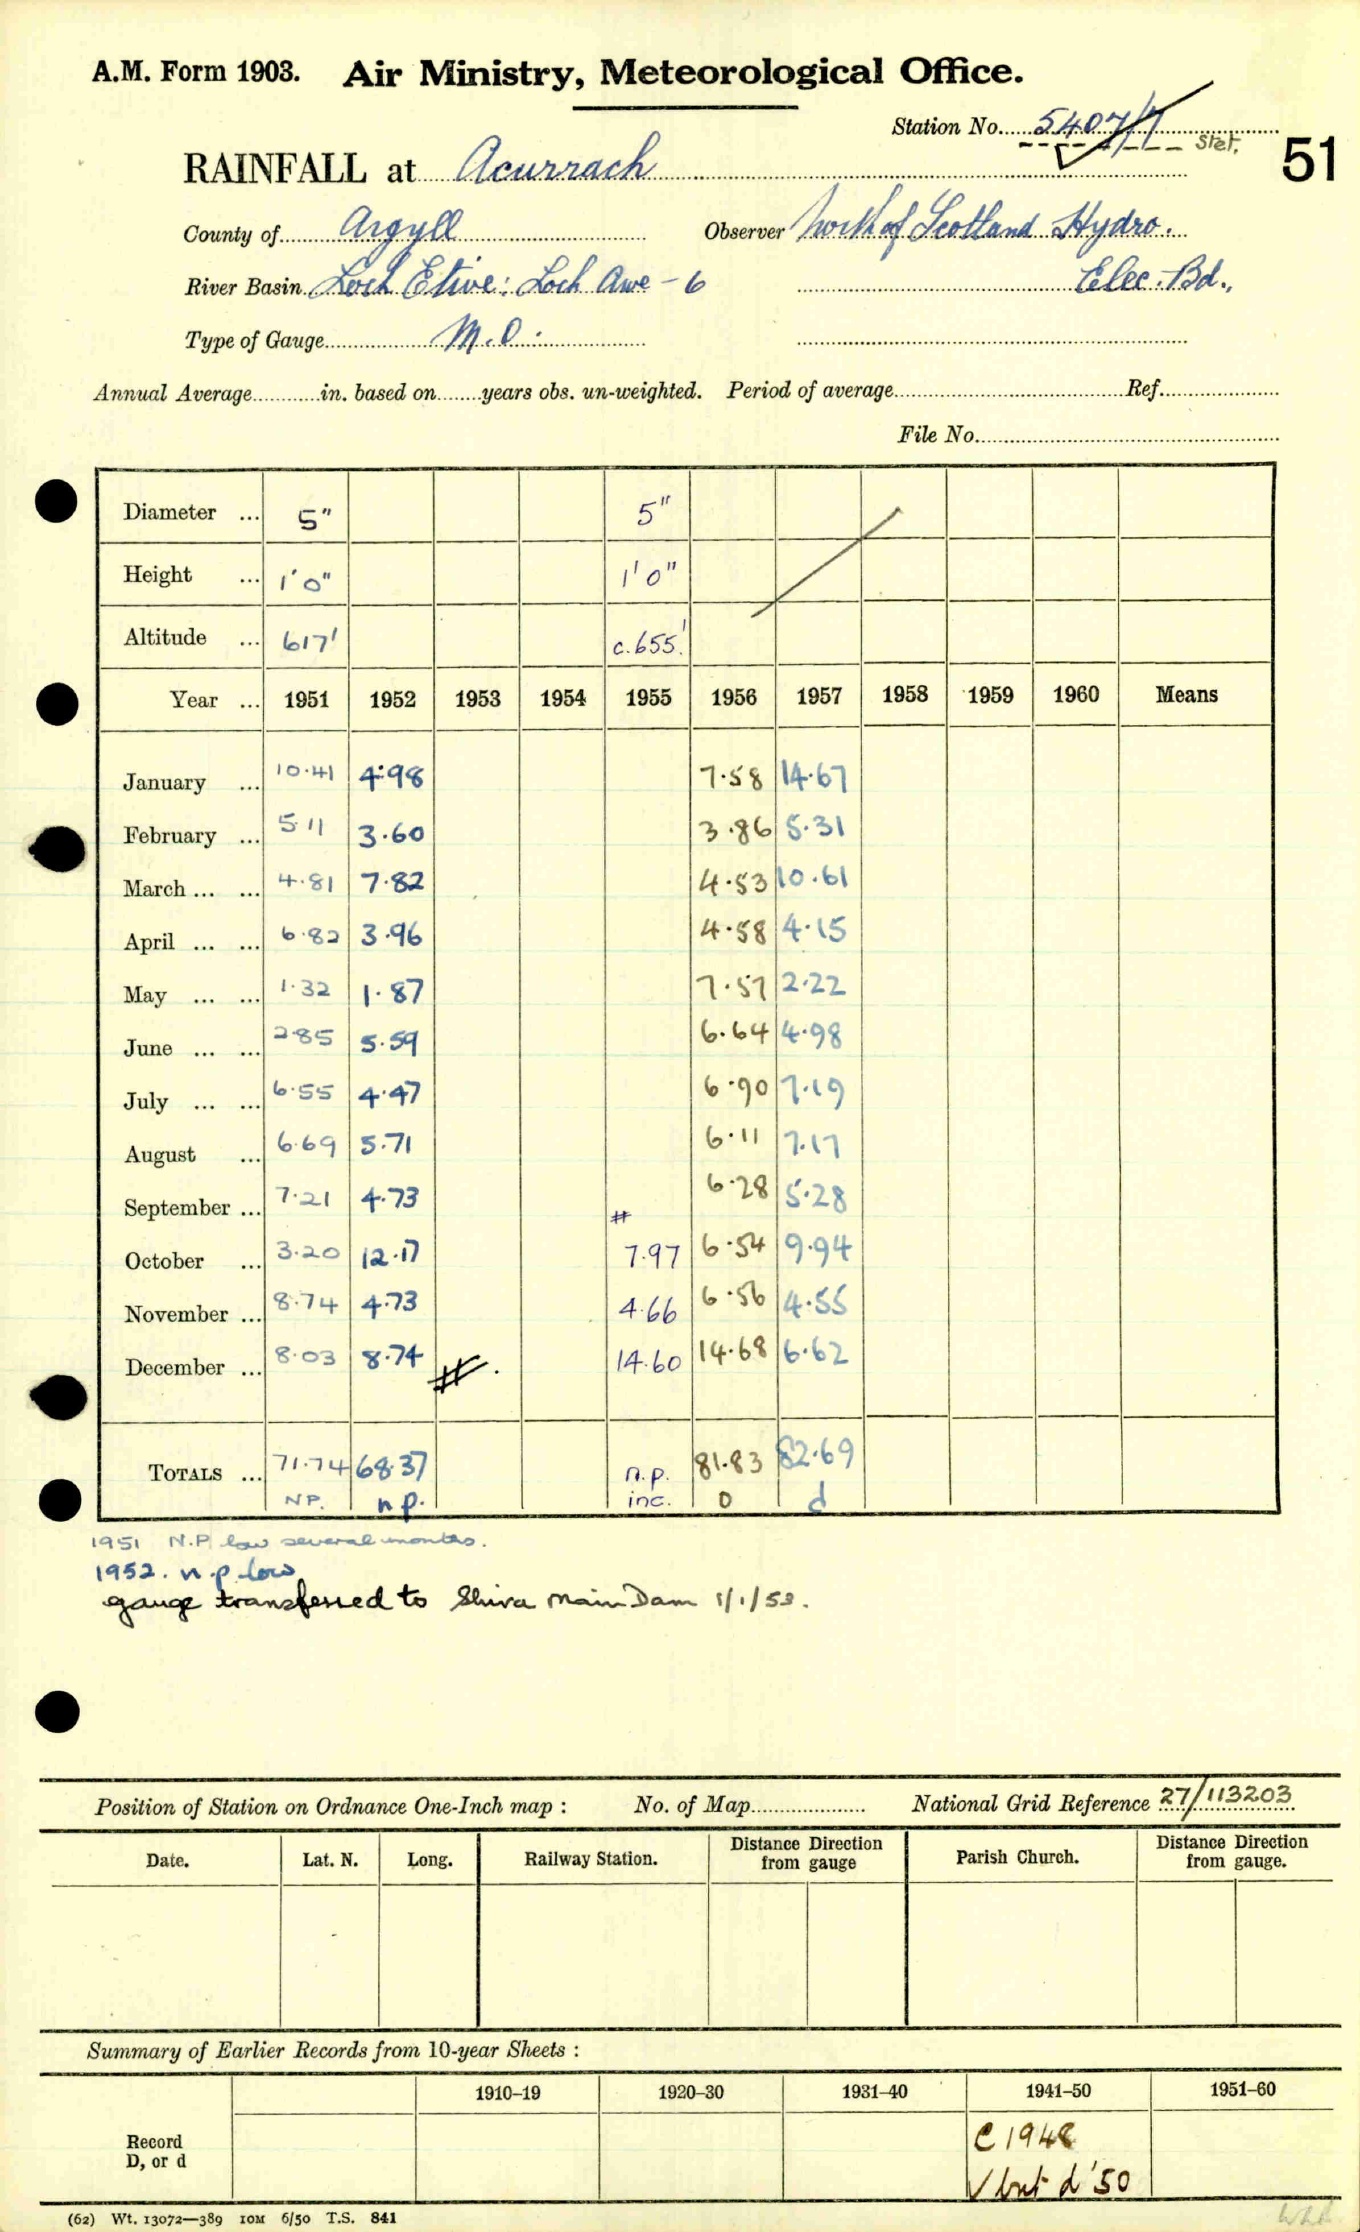 A.M. Form 1903. Air Ministry, Meteorological Office.
Station No. 5407/7 Stet.
51
RAINFALL at Acurrach
County of Argyll Observer North of Scotland Hydro.
River Basin Loch Etive: Loch Awe - 6 Elec. Bd.,
Type of Gauge M.O.
Annual Average in. based on years obs. un-weighted. Period of average Ref.
File No.
Diameter ... 5" 5"
Height ... 1'0" 1'0"
Altitude ... 617' c.655'
Year ... 1951 1952 1953 1954 1955 1956 1957 1958 1959 1960 Means
January ... 10.41 4.98 7.58 14.67
February ... 5.11 3.60 3.86 5.31
March ... ... 4.81 7.82 4.53 10.61
April ... ... 6.82 3.96 4.58 4.15
May ... ... 1.32 1.87 7.57 2.22
June ... ... 2.85 5.59 6.64 4.98
July ... ... 6.55 4.47 6.90 7.19
August ... 6.69 5.71 6.11 7.17
September ... 7.21 4.73 # 6.28 5.28
October ... 3.20 12.17 7.97 6.54 9.94
November ... 8.74 4.73 4.66 6.56 4.55
December ... 8.03 8.74 #. 14.60 14.68 6.62
TOTALS ... 71.74 68.37 n.p. 81.83 82.69
NP. n.p. inc. 0 d
1951 N.P. low several months.
1952. n.p. low
gauge transferred to Shira Main Dam 1/1/53.
Position of Station on Ordnance One-Inch map : No. of Map National Grid Reference 27/113203
Date. Lat. N. Long. Railway Station. Distance Direction from gauge Parish Church. Distance Direction from gauge.
Summary of Earlier Records from 10-year Sheets :
1910–19 1920–30 1931–40 1941–50 1951–60
Record D, or d
C 1948
✓ but d '50
(62) Wt. 13072—389 10M 6/50 T.S. 841